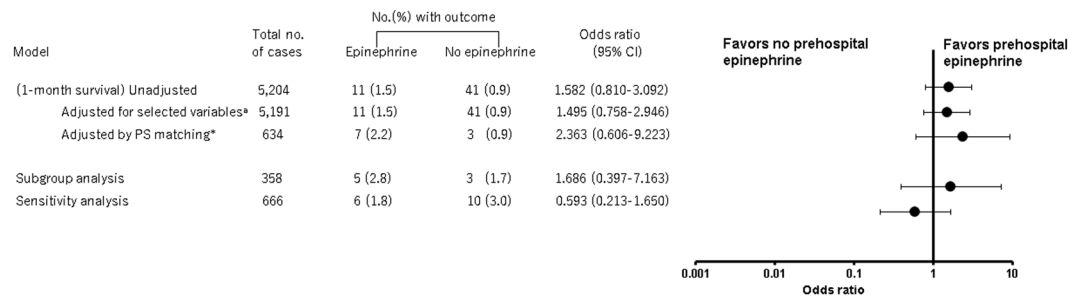 No.(%) with outcome
Model Total no. of cases Epinephrine No epinephrine Odds ratio (95% CI)
(1-month survival) Unadjusted 5,204 11 (1.5) 41 (0.9) 1.582 (0.810-3.092)
Adjusted for selected variablesª 5,191 11 (1.5) 41 (0.9) 1.495 (0.758-2.946)
Adjusted by PS matching* 634 7 (2.2) 3 (0.9) 2.363 (0.606-9.223)
Subgroup analysis 358 5 (2.8) 3 (1.7) 1.686 (0.397-7.163)
Sensitivity analysis 666 6 (1.8) 10 (3.0) 0.593 (0.213-1.650)
Favors no prehospital epinephrine
Favors prehospital epinephrine
0.001 0.01 0.1 1 10
Odds ratio